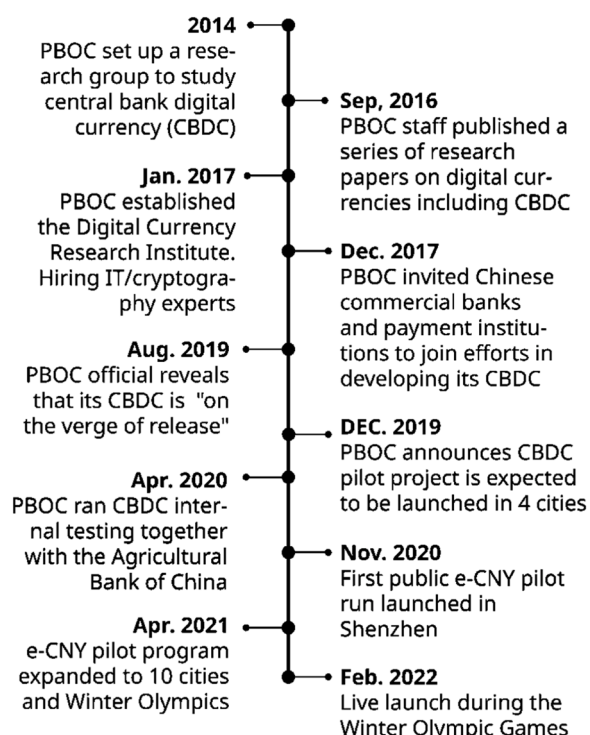 2014
PBOC set up a rese-
arch group to study
central bank digital
currency (CBDC)
Sep, 2016
PBOC staff published a
series of research
papers on digital cur-
rencies including CBDC
Jan. 2017
PBOC established
the Digital Currency
Research Institute.
Hiring IT/cryptogra-
phy experts
Dec. 2017
PBOC invited Chinese
commercial banks
and payment institu-
tions to join efforts in
developing its CBDC
Aug. 2019
PBOC official reveals
that its CBDC is "on
the verge of release"
DEC. 2019
PBOC announces CBDC
pilot project is expected
to be launched in 4 cities
Apr. 2020
PBOC ran CBDC inter-
nal testing together
with the Agricultural
Bank of China
Nov. 2020
First public e-CNY pilot
run launched in
Shenzhen
Apr. 2021
e-CNY pilot program
expanded to 10 cities
and Winter Olympics
Feb. 2022
Live launch during the
Winter Olympic Games